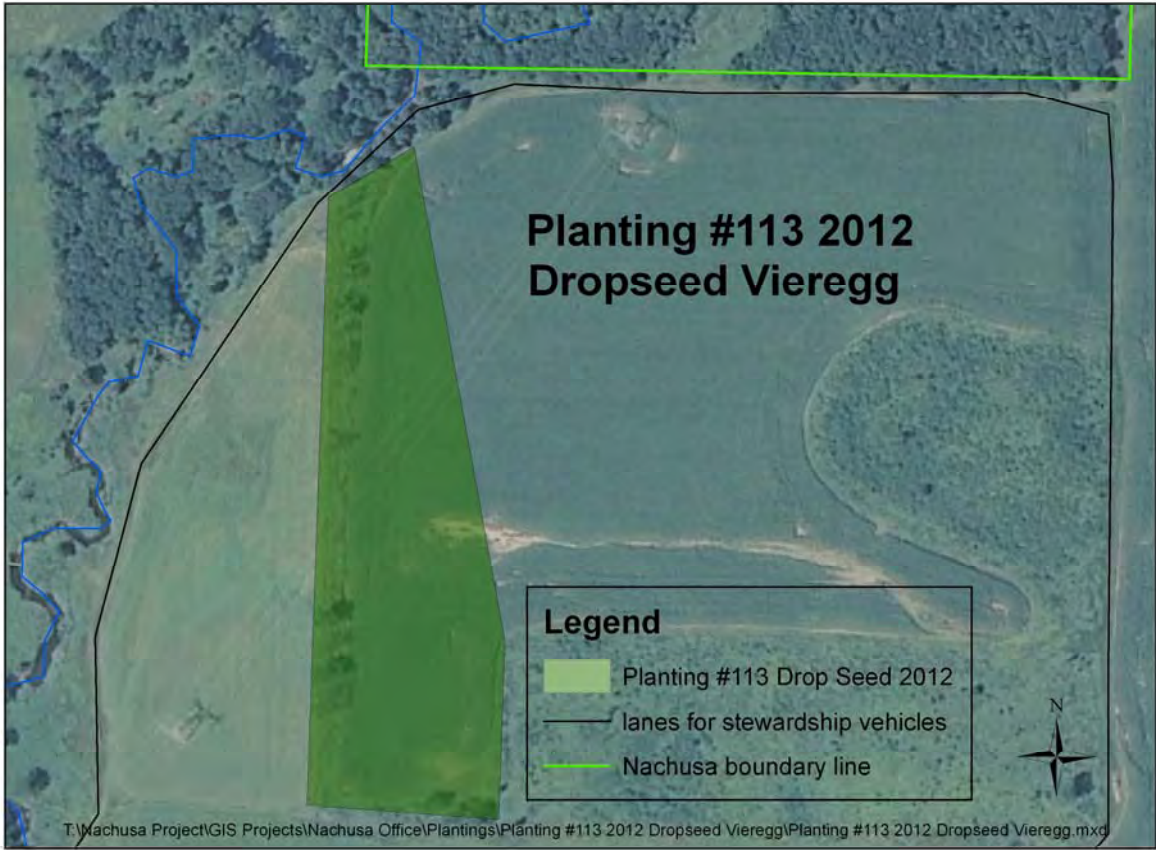 Planting #113 2012
Dropseed Vieregg
Legend
Planting #113 Drop Seed 2012
lanes for stewardship vehicles
Nachusa boundary line
N
T:\Nachusa Project\GIS Projects\Nachusa Office\Plantings\Planting #113 2012 Dropseed Vieregg\Planting #113 2012 Dropseed Vieregg.mxd